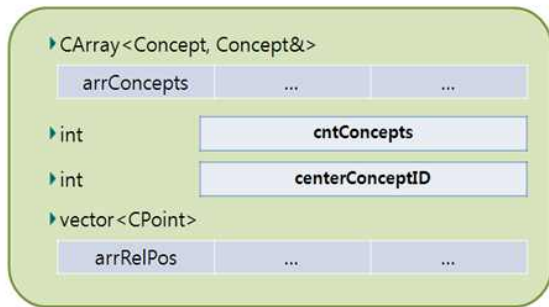 CArray<Concept, Concept&>
arrConcepts ... ...
int cntConcepts
int centerConceptID
vector<CPoint>
arrRelPos ... ...